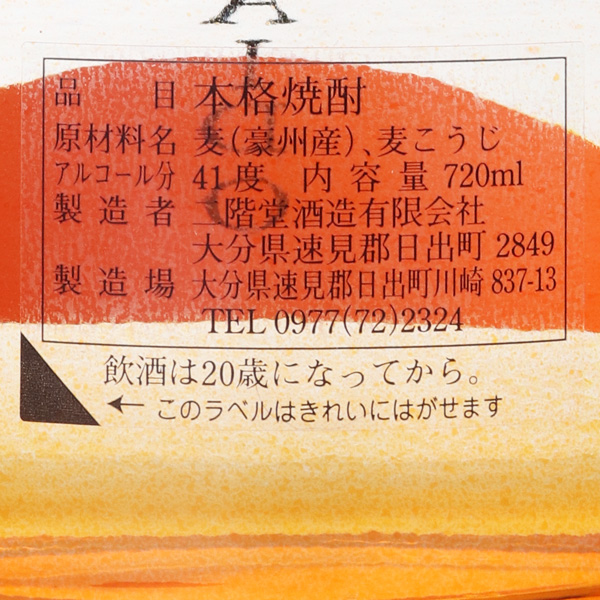 A
I
品目 本格焼酎
原材料名 麦(豪州産)、麦こうじ
アルコール分 41度 内容量 720ml
製造者 二階堂酒造有限会社
大分県速見郡日出町 2849
製造場 大分県速見郡日出町川崎 837-13
TEL 0977(72)2324
飲酒は20歳になってから。
← このラベルはきれいにはがせます